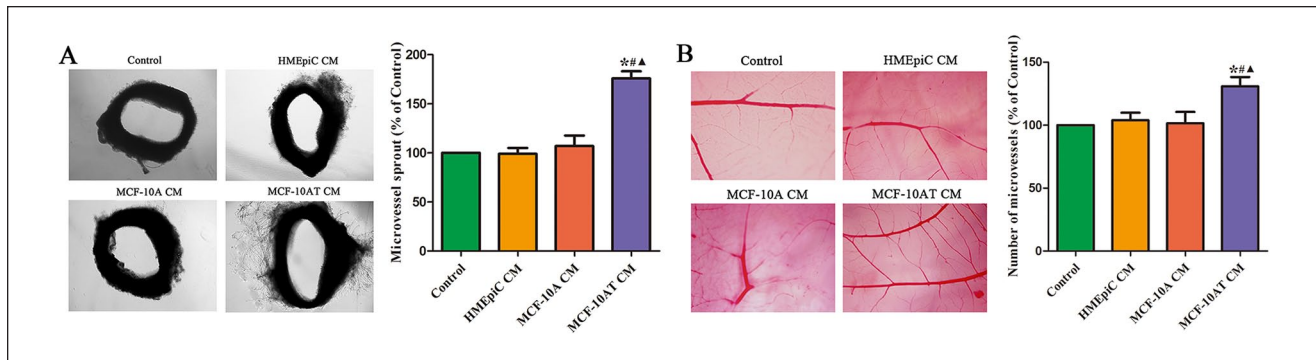 A
Control
HMEpiC CM
MCF-10A CM
MCF-10AT CM
Microvessel sprout (% of Control)
200
150
100
50
0
*#▲
Control
HMEpiC CM
MCF-10A CM
MCF-10AT CM
B
Control
HMEpiC CM
MCF-10A CM
MCF-10AT CM
Number of microvessels (% of Control)
150
100
50
0
*#▲
Control
HMEpiC CM
MCF-10A CM
MCF-10AT CM